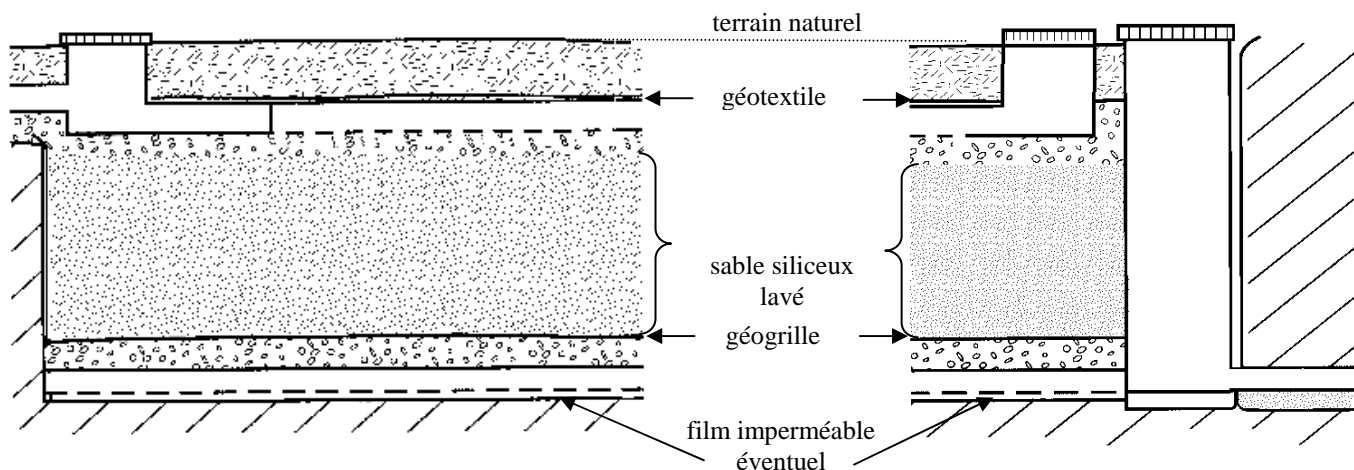 terrain naturel
géotextile
sable siliceux
lavé
géogrille
film imperméable
éventuel